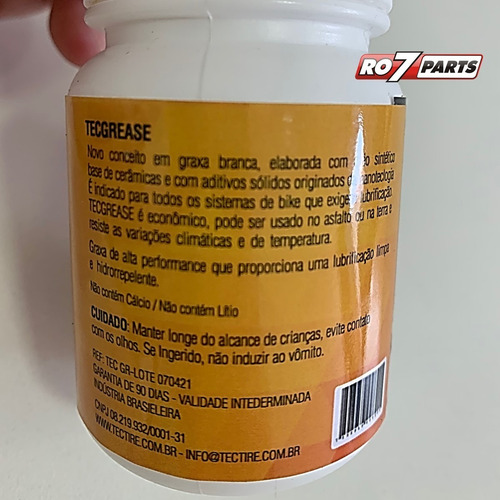 RO7PARTS
TECGREASE
Novo conceito em graxa branca, elaborada com óleo sintético
base de cerâmicas e com aditivos sólidos originados
É indicado para todos os sistemas de bike que exige lubrificação,
TECGREASE é econômico, pode ser usado no asfalto ou na terra e
resiste as variações climáticas e de temperatura.
Graxa de alta performance que proporciona uma lubrificação limpa
e hidrorrepelente.
Não contém Cálcio / Não contém Lítio
CUIDADO: Manter longe do alcance de crianças, evite contato
com os olhos. Se Ingerido, não induzir ao vômito.
REF: TEC GR-LOTE 070421
GARANTIA DE 90 DIAS - VALIDADE INTEDERMINADA
INDÚSTRIA BRASILEIRA
CNPJ 08.219.932/0001-31
WWW.TECTIRE.COM.BR - INFO@TECTIRE.COM.BR